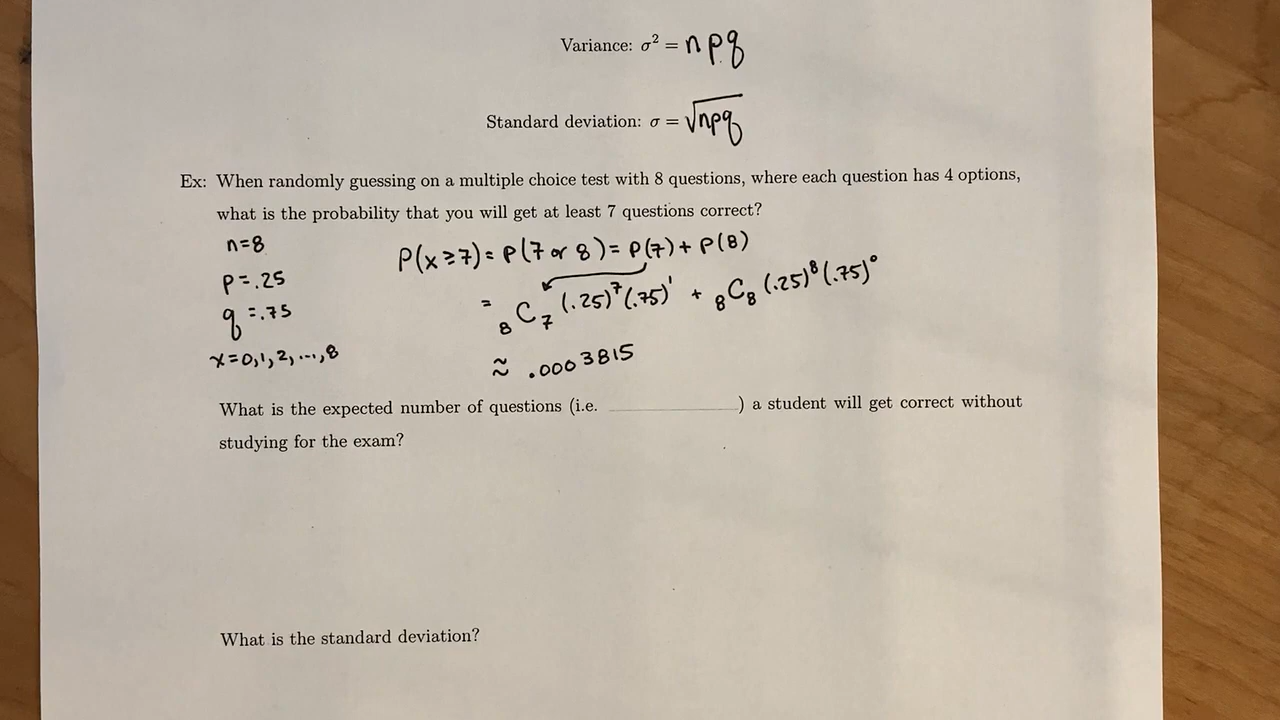 Variance: σ² = npq
Standard deviation: σ = √npq
Ex: When randomly guessing on a multiple choice test with 8 questions, where each question has 4 options,
what is the probability that you will get at least 7 questions correct?
n=8
P(x≥7) = P(7 or 8) = P(7) + P(8)
p=.25
= ₈C₇ (.25)⁷(.75)¹ + ₈C₈ (.25)⁸(.75)⁰
q=.75
x=0,1,2,...,8
≈ .0003815
What is the expected number of questions (i.e. ____________) a student will get correct without
studying for the exam?
What is the standard deviation?